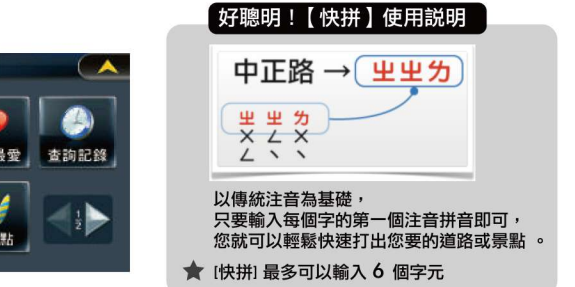 好聰明！【快拼】使用説明
中正路 → ㄓㄓㄌ
ㄓ ㄓ ㄌ
ㄨ ㄥ ㄨ
ㄥ ˋ ˋ
以傳統注音為基礎，
只要輸入每個字的第一個注音拼音即可，
您就可以輕鬆快速打出您要的道路或景點 。
★ [快拼] 最多可以輸入 6 個字元
最愛
查詢記錄
點
1/2